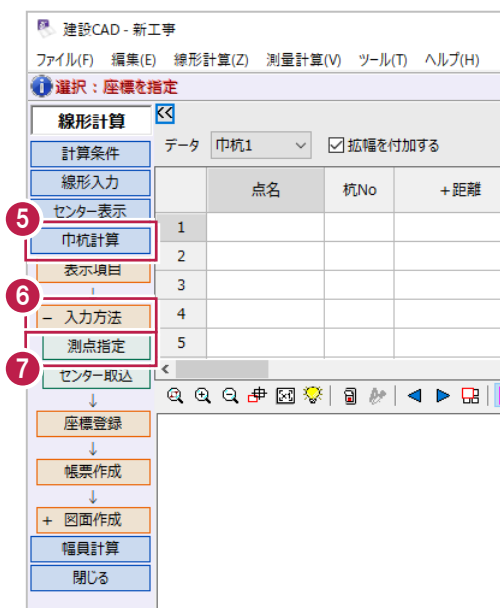 建設CAD - 新工事
ファイル(F) 編集(E) 線形計算(Z) 測量計算(V) ツール(T) ヘルプ(H)
選択：座標を指定
線形計算
計算条件
線形入力
センター表示
5
巾杭計算
表示項目
↓
6
− 入力方法
7
測点指定
センター取込
↓
座標登録
↓
帳票作成
↓
+ 図面作成
幅員計算
閉じる
データ 巾杭1 拡幅を付加する
点名 杭No +距離
1
2
3
4
5